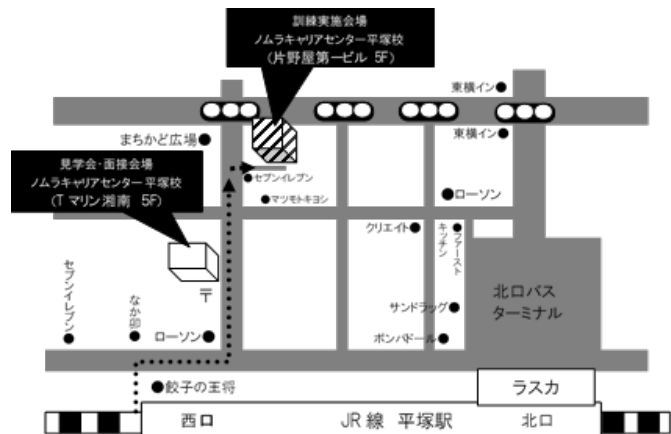 訓練実施会場
ノムラキャリアセンター平塚校
(片野屋第一ビル 5F)
東横イン
まちかど広場
東横イン
見学会・面接会場
ノムラキャリアセンター平塚校
(Tマリン湘南 5F)
セブンイレブン
マツモトキヨシ
ローソン
クリエイト
ファースト
キッチン
セブンイレブン
なか卯
〒
ローソン
サンドラッグ
ボンパドール
北口バス
ターミナル
餃子の王将
ラスカ
西口
JR線 平塚駅
北口